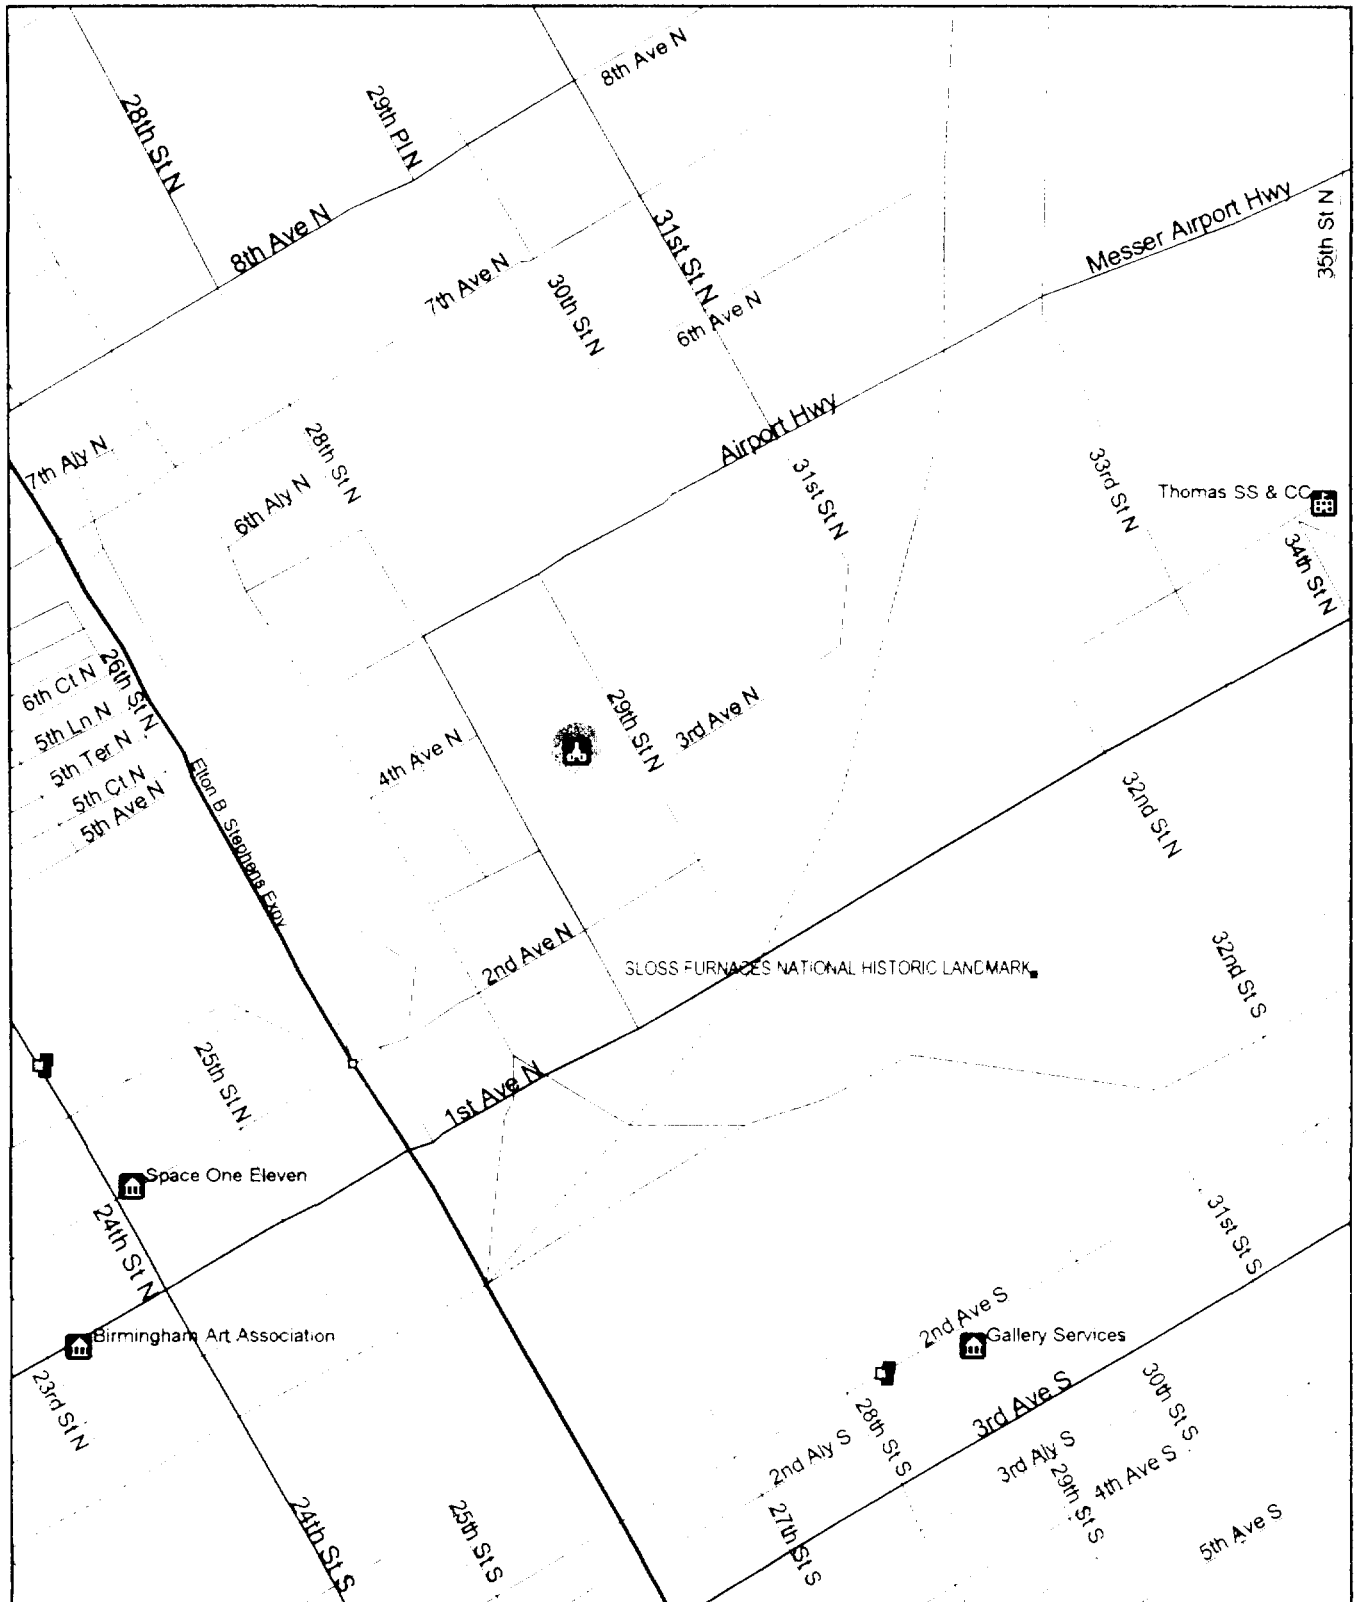 8th Ave N
28th St N
29th Pl N
8th Ave N
31st St N
Messer Airport Hwy
35th St N
7th Ave N
30th St N
6th Ave N
Airport Hwy
7th Aly N
28th St N
6th Aly N
31st St N
33rd St N
Thomas SS & CC
34th St N
26th St N
6th Ct N
5th Ln N
5th Ter N
5th Ct N
5th Ave N
Elton B Stephens Expy
4th Ave N
29th St N
3rd Ave N
32nd St N
2nd Ave N
SLOSS FURNACES NATIONAL HISTORIC LANDMARK
32nd St S
25th St N
1st Ave N
Space One Eleven
24th St N
31st St S
Birmingham Art Association
2nd Ave S
Gallery Services
23rd St N
28th St S
3rd Ave S
30th St S
2nd Aly S
3rd Aly S
29th St S
4th Ave S
24th St S
25th St S
27th St S
5th Ave S